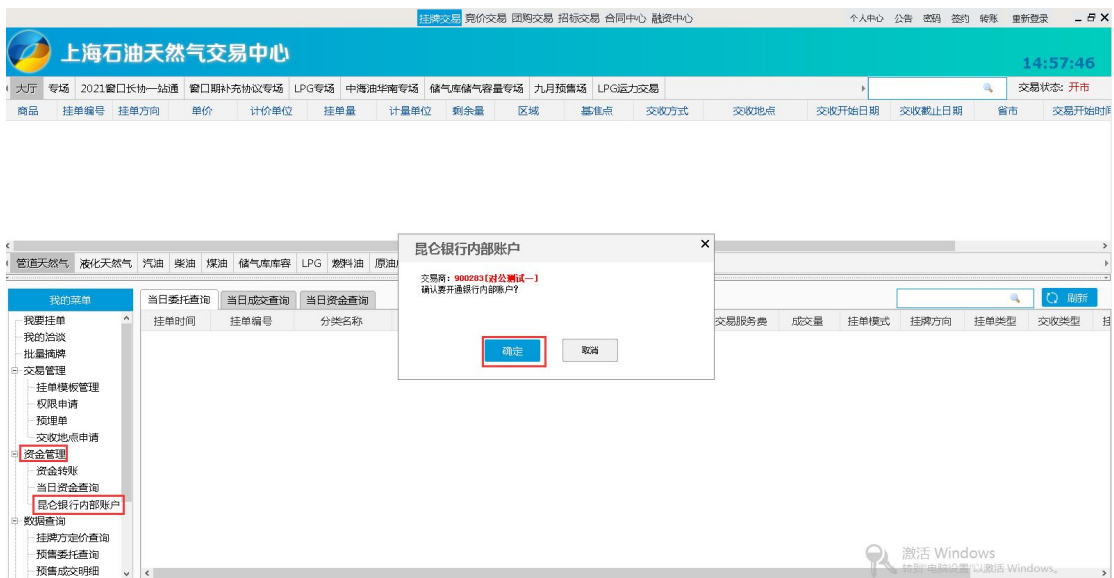 挂牌交易 竞价交易 团购交易 招标交易 合同中心 融资中心 个人中心 公告 密码 签约 转账 重新登录
上海石油天然气交易中心
14:57:46
大厅 专场 2021窗口长协一站通 窗口期补充协议专场 LPG专场 中海油华南专场 储气库储气容量专场 九月预售场 LPG运力交易 交易状态: 开市
商品 挂单编号 挂单方向 单价 计价单位 挂单量 计量单位 剩余量 区域 基准点 交收方式 交收地点 交收开始日期 交收截止日期 省市 交易开始时间
管道天然气 液化天然气 汽油 柴油 煤油 储气库库容 LPG 燃料油 原油
昆仑银行内部账户
交易商: 900283[对公测试一]
确认要开通银行内部账户?
确定 取消
我的菜单 当日委托查询 当日成交查询 当日资金查询 刷新
挂单时间 挂单编号 分类名称 交易服务费 成交量 挂单模式 挂牌方向 挂单类型 交收类型 挂
我要挂单
我的洽谈
批量摘牌
交易管理
挂单模板管理
权限申请
预埋单
交收地点申请
资金管理
资金转账
当日资金查询
昆仑银行内部账户
数据查询
挂牌方定价查询
预售委托查询
预售成交明细
激活 Windows
转到"电脑设置"以激活 Windows。